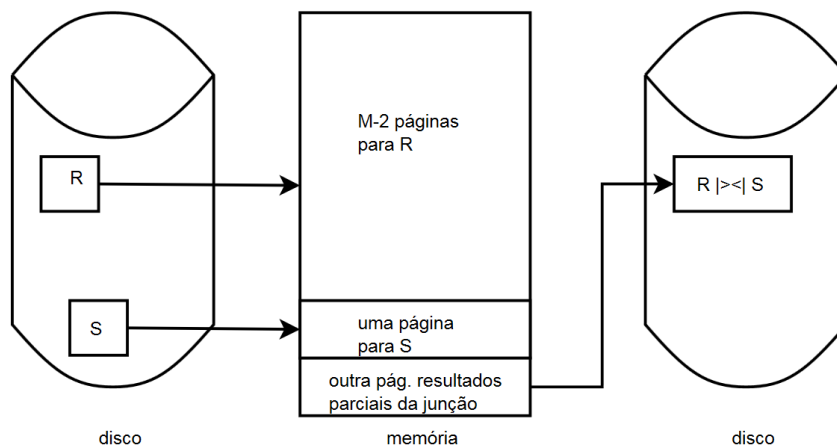 M-2 páginas
para R
R
R |><| S
S
uma página
para S
outra pág. resultados
parciais da junção
disco
memória
disco